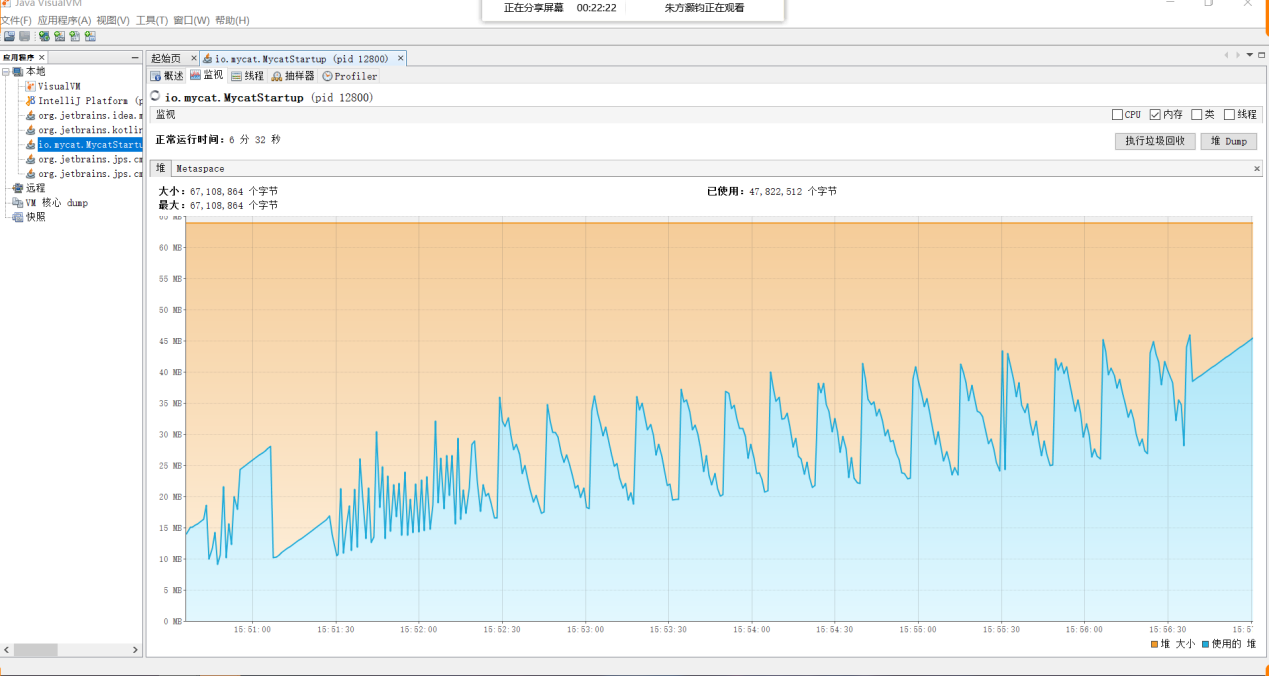 Java VisualVM
正在分享屏幕 00:22:22 朱方灏钧正在观看
文件(F) 应用程序(A) 视图(V) 工具(T) 窗口(W) 帮助(H)
应用程序
本地
VisualVM
IntelliJ Platform (p
org.jetbrains.idea.m
org.jetbrains.kotlin
io.mycat.MycatStartu
org.jetbrains.jps.cm
org.jetbrains.jps.cm
远程
VM 核心 dump
快照
起始页 io.mycat.MycatStartup (pid 12800)
概述 监视 线程 抽样器 Profiler
io.mycat.MycatStartup (pid 12800)
监视 CPU 内存 类 线程
正常运行时间: 6 分 32 秒 执行垃圾回收 堆 Dump
堆 Metaspace
大小: 67,108,864 个字节 已使用: 47,822,512 个字节
最大: 67,108,864 个字节
65 MB
60 MB
55 MB
50 MB
45 MB
40 MB
35 MB
30 MB
25 MB
20 MB
15 MB
10 MB
5 MB
0 MB
15:51:00 15:51:30 15:52:00 15:52:30 15:53:00 15:53:30 15:54:00 15:54:30 15:55:00 15:55:30 15:56:00 15:56:30 15:5
堆 大小 使用的 堆